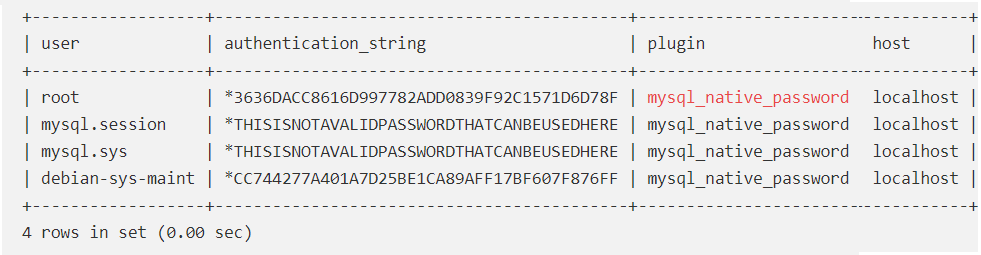 +------------------+-------------------------------------------+-----------------------+-----------+
| user             | authentication_string                     | plugin                  host      |
+------------------+-------------------------------------------+-----------------------+-----------+
| root             | *3636DACC8616D997782ADD0839F92C1571D6D78F | mysql_native_password   localhost |
| mysql.session    | *THISISNOTAVALIDPASSWORDTHATCANBEUSEDHERE | mysql_native_password   localhost |
| mysql.sys        | *THISISNOTAVALIDPASSWORDTHATCANBEUSEDHERE | mysql_native_password   localhost |
| debian-sys-maint | *CC744277A401A7D25BE1CA89AFF17BF607F876FF | mysql_native_password   localhost |
+------------------+-------------------------------------------+-----------------------+-----------+
4 rows in set (0.00 sec)